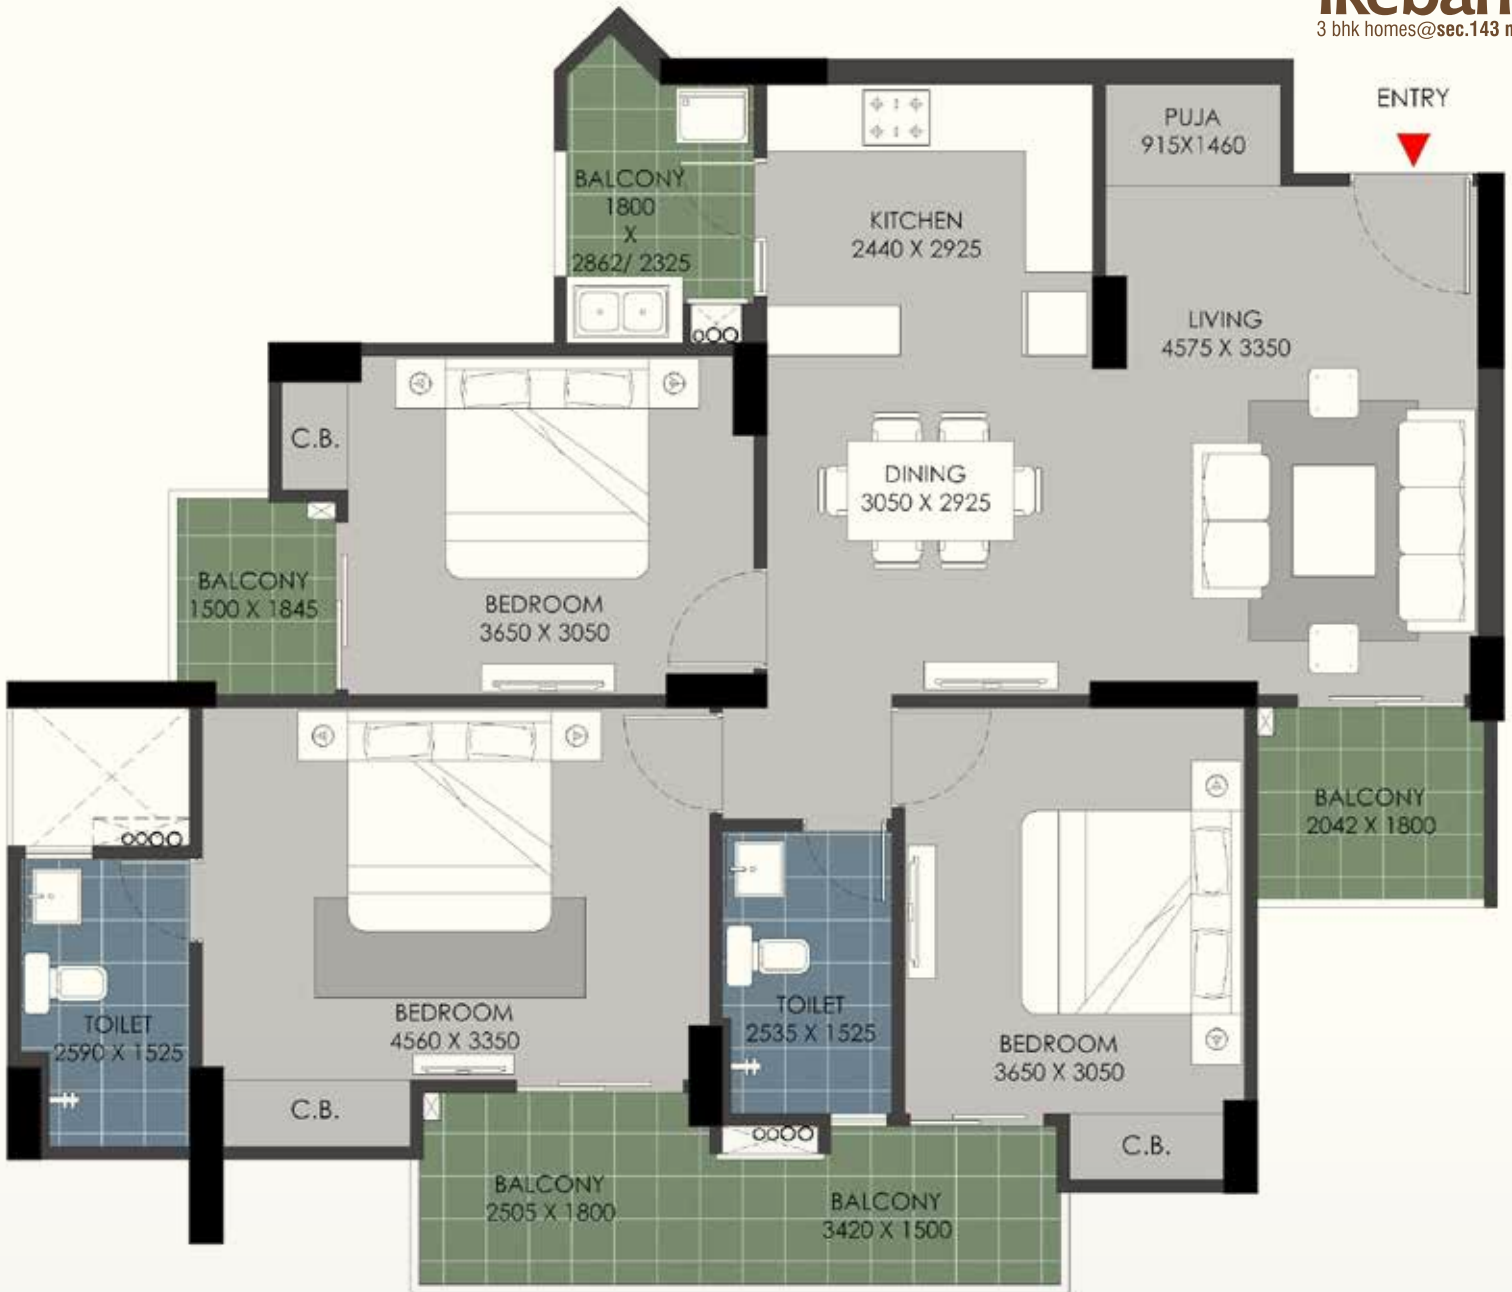 3 bhk homes@sec.143
ENTRY
PUJA
915X1460
BALCONY
1800
X
2862/ 2325
KITCHEN
2440 X 2925
LIVING
4575 X 3350
C.B.
DINING
3050 X 2925
BALCONY
1500 X 1845
BEDROOM
3650 X 3050
BALCONY
2042 X 1800
TOILET
2590 X 1525
BEDROOM
4560 X 3350
TOILET
2535 X 1525
BEDROOM
3650 X 3050
C.B.
C.B.
BALCONY
2505 X 1800
BALCONY
3420 X 1500